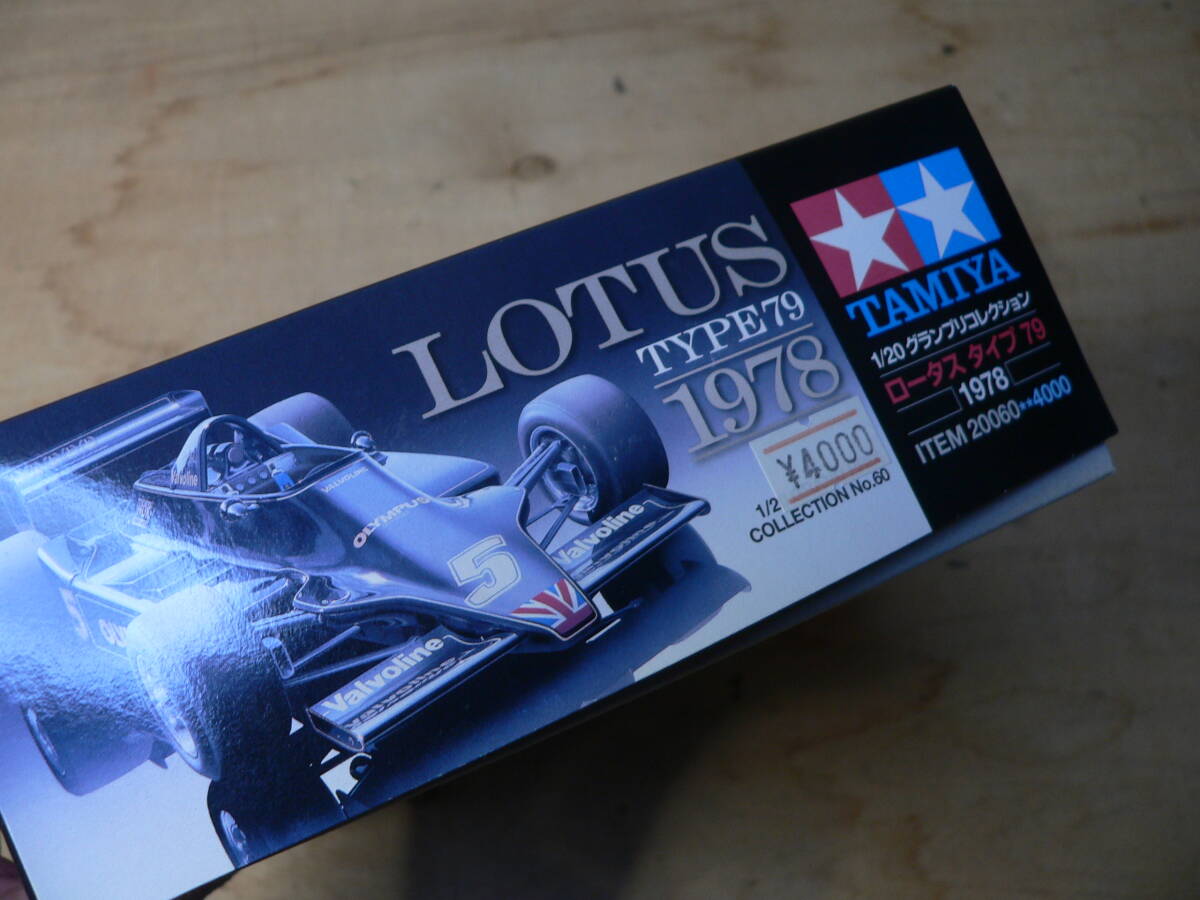 LOTUS
TYPE79
1978
¥4000
1/2
COLLECTION No.60
TAMIYA
1/20 グランプリコレクション
ロータス タイプ 79
1978
ITEM 20060**4000
Valvoline
VALVOLINE
OLYMPUS
5
Valvoline
Valvoline